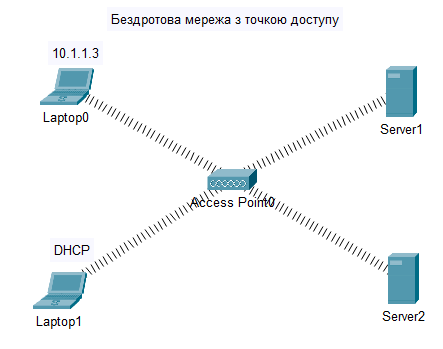 Бездротова мережа з точкою доступу
10.1.1.3
Laptop0
Server1
Access Point0
DHCP
Laptop1
Server2